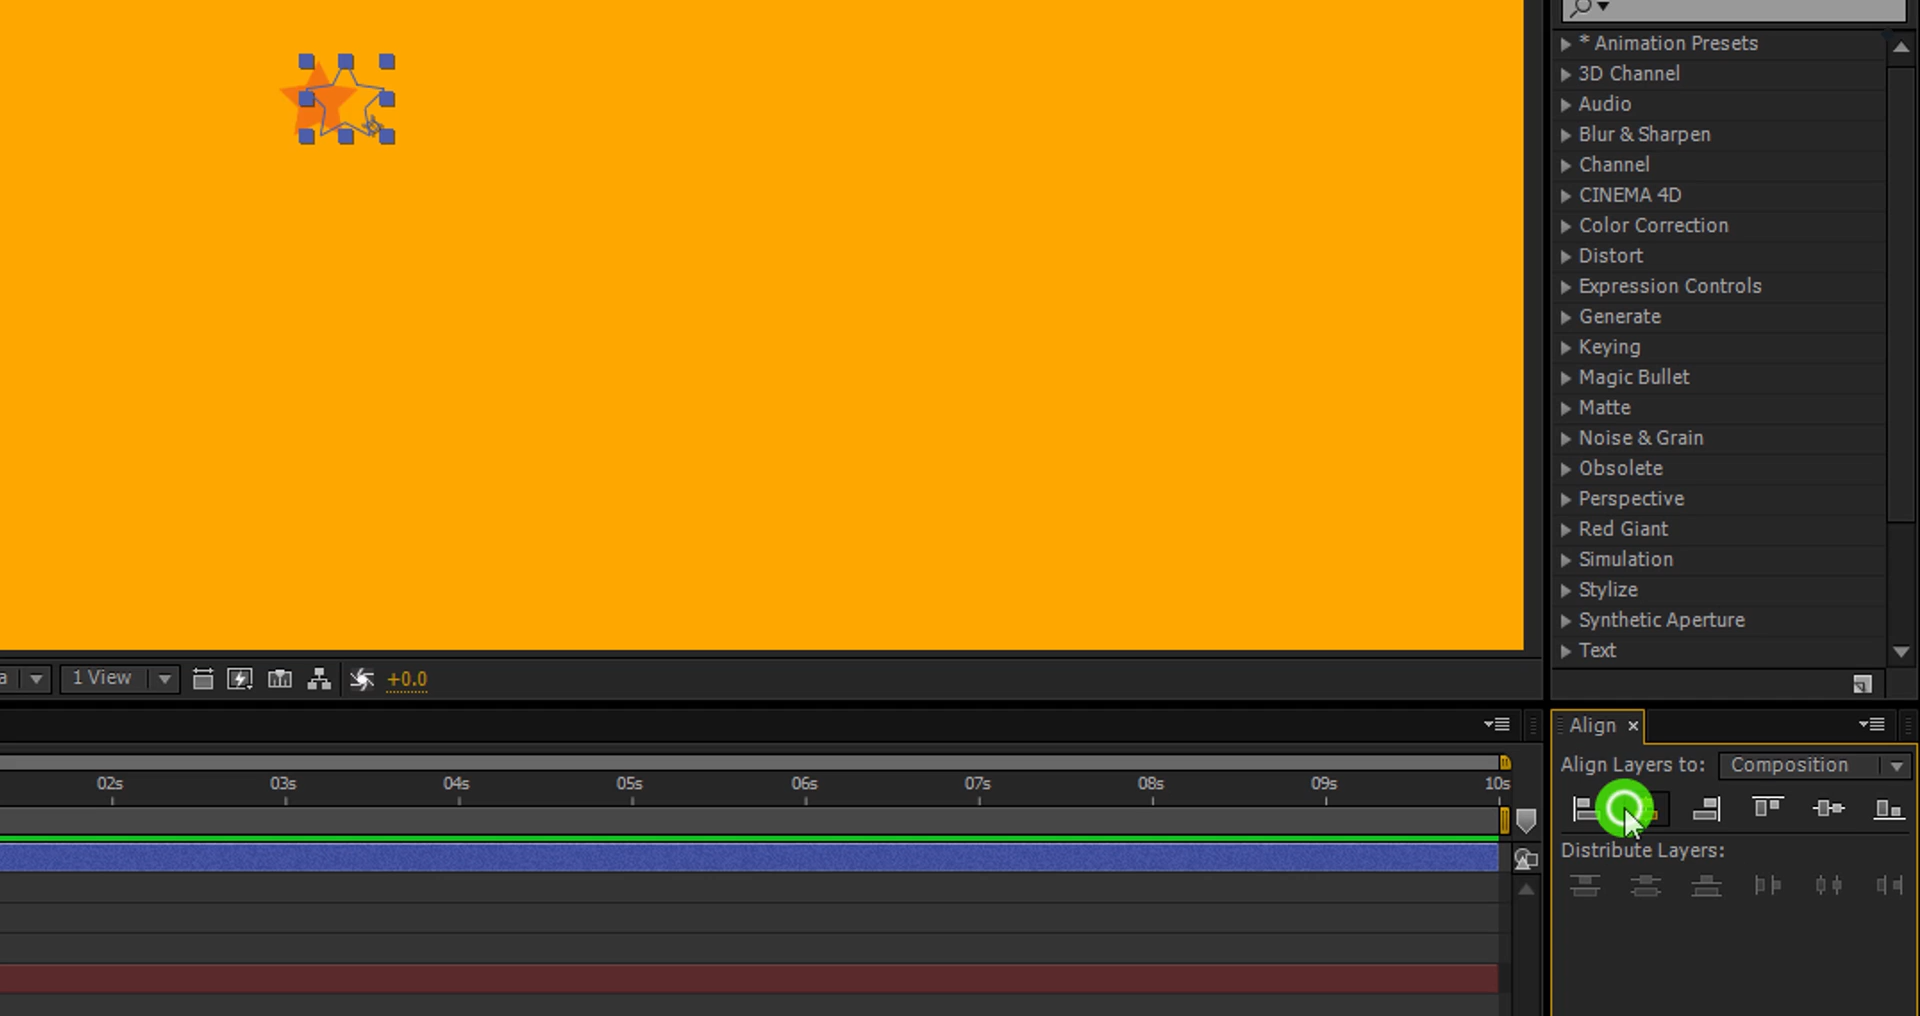 * Animation Presets
3D Channel
Audio
Blur & Sharpen
Channel
CINEMA 4D
Color Correction
Distort
Expression Controls
Generate
Keying
Magic Bullet
Matte
Noise & Grain
Obsolete
Perspective
Red Giant
Simulation
Stylize
Synthetic Aperture
Text
a 1 View +0.0
02s 03s 04s 05s 06s 07s 08s 09s 10s
Align ×
Align Layers to: Composition
Distribute Layers: